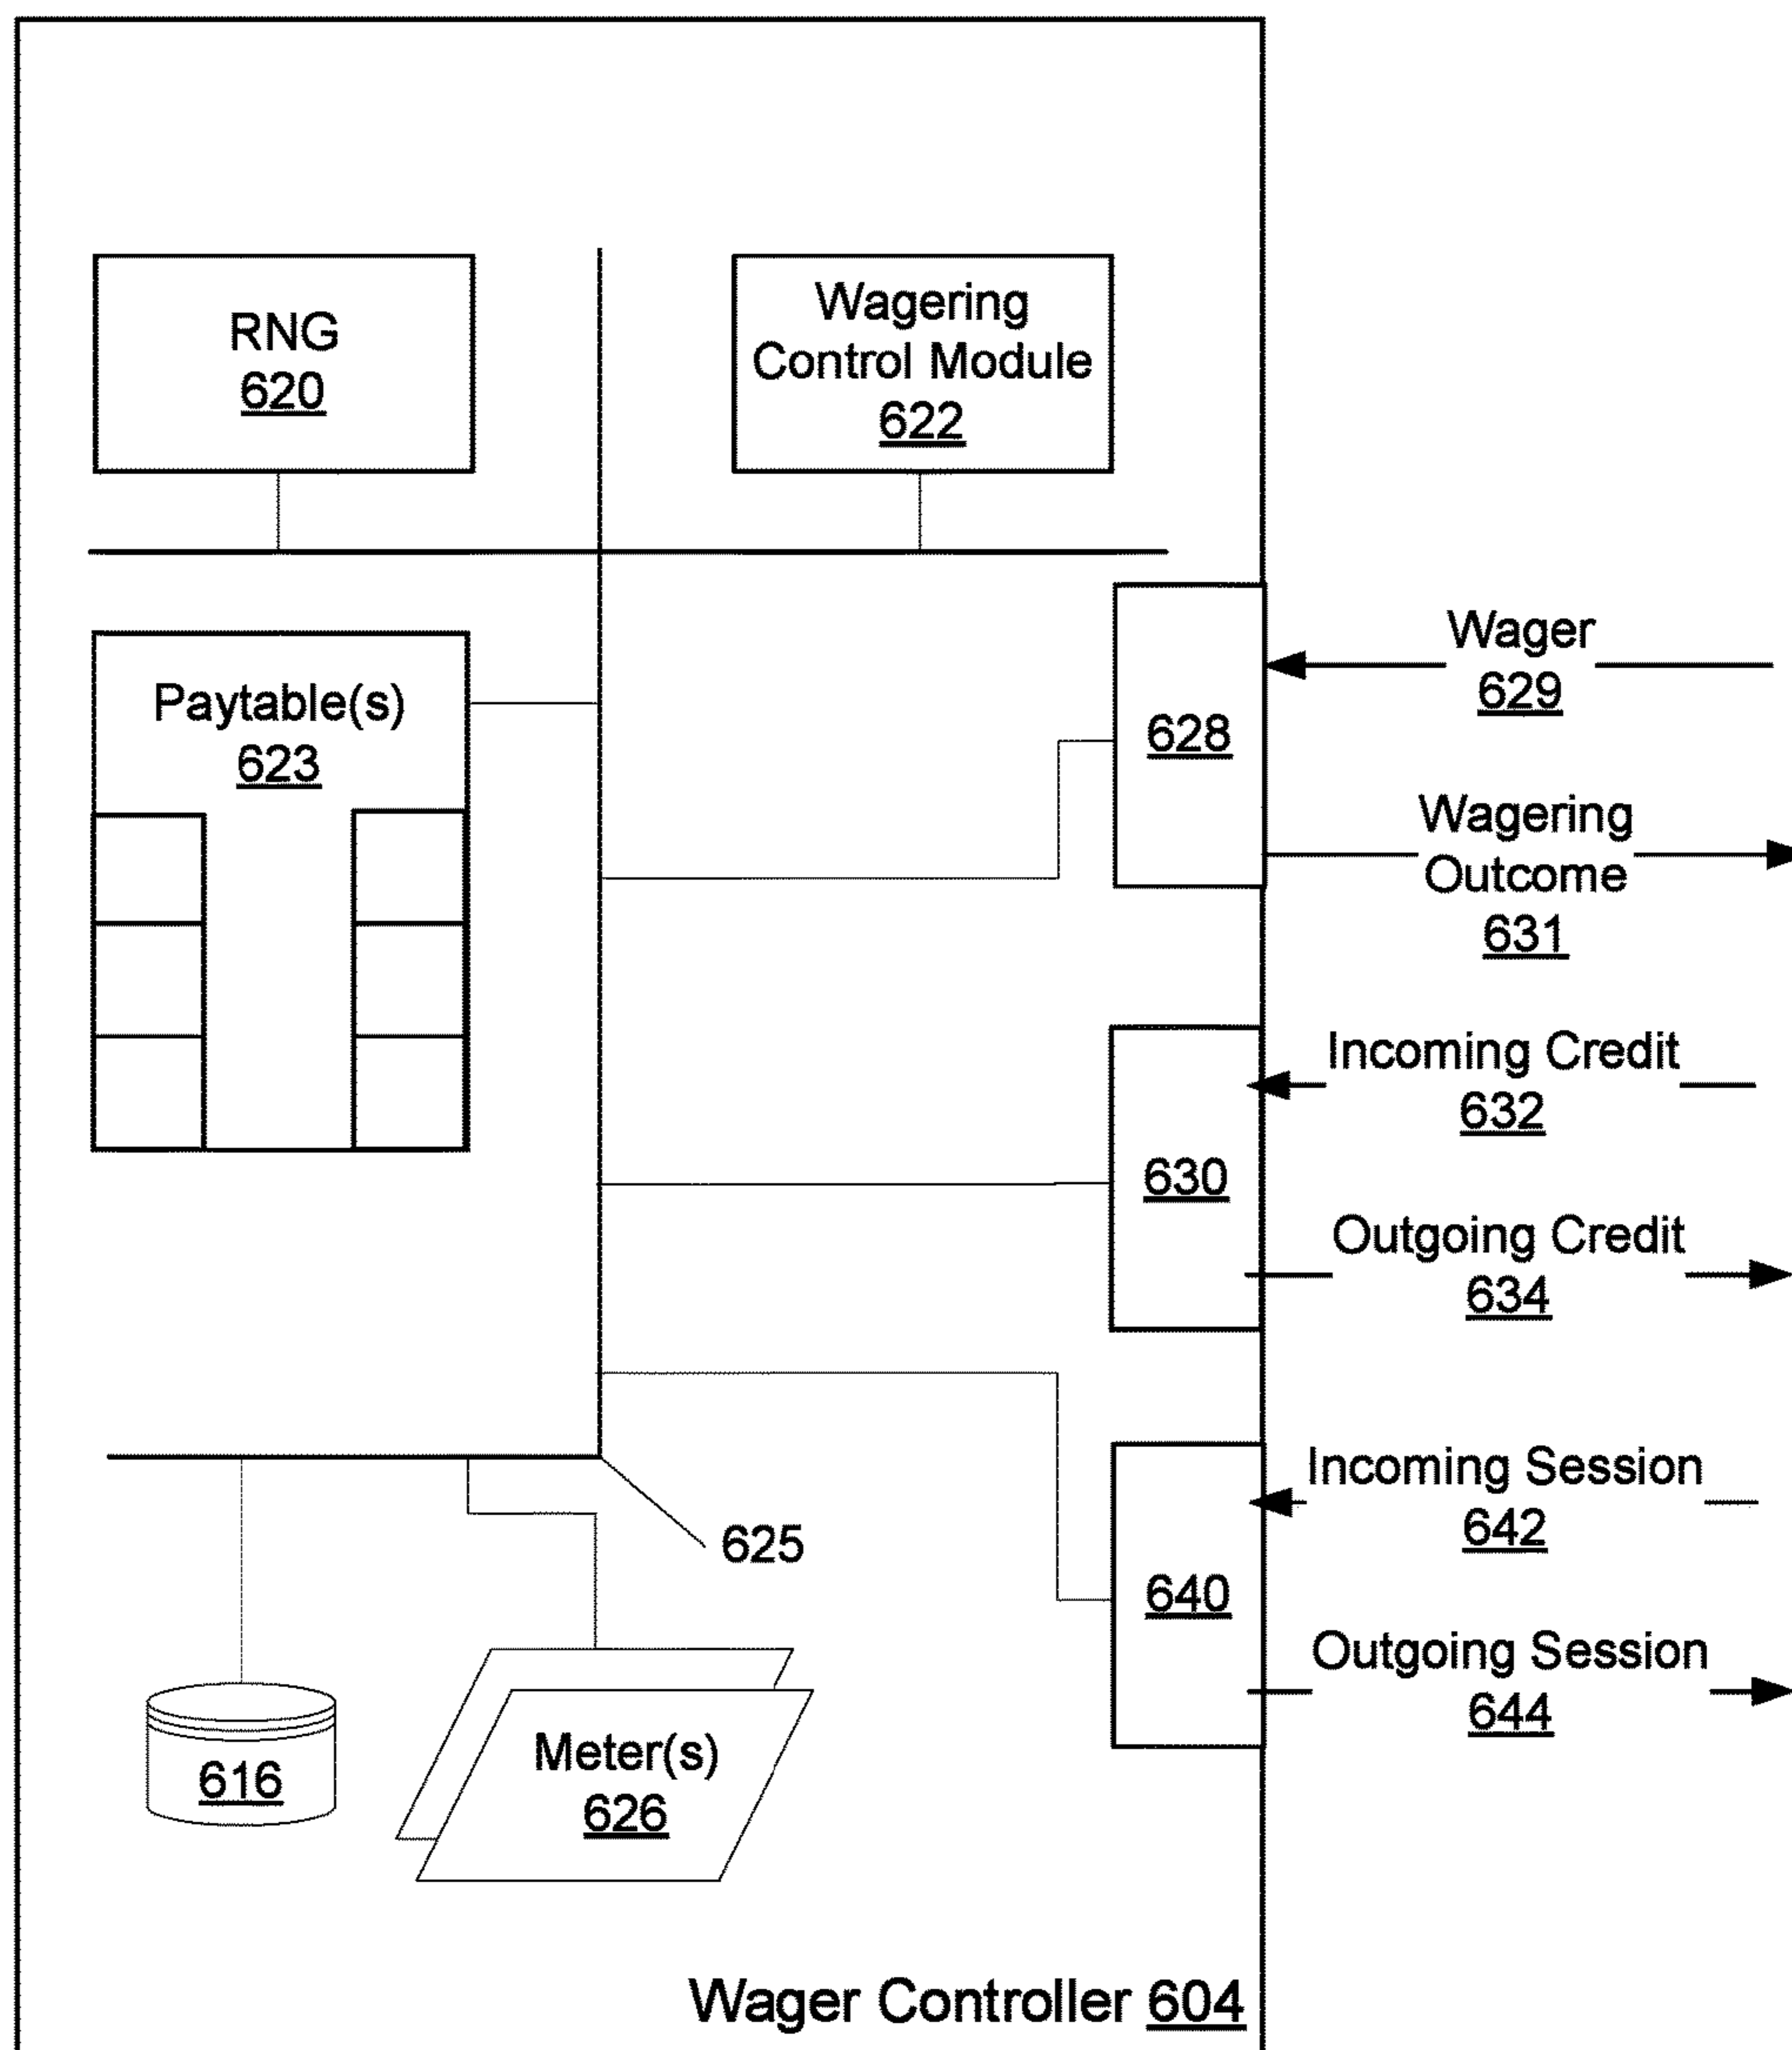 RNG
620
Wagering
Control Module
622
Paytable(s)
623
628
Wager
629
Wagering
Outcome
631
630
Incoming Credit
632
Outgoing Credit
634
625
640
Incoming Session
642
Outgoing Session
644
616
Meter(s)
626
Wager Controller 604